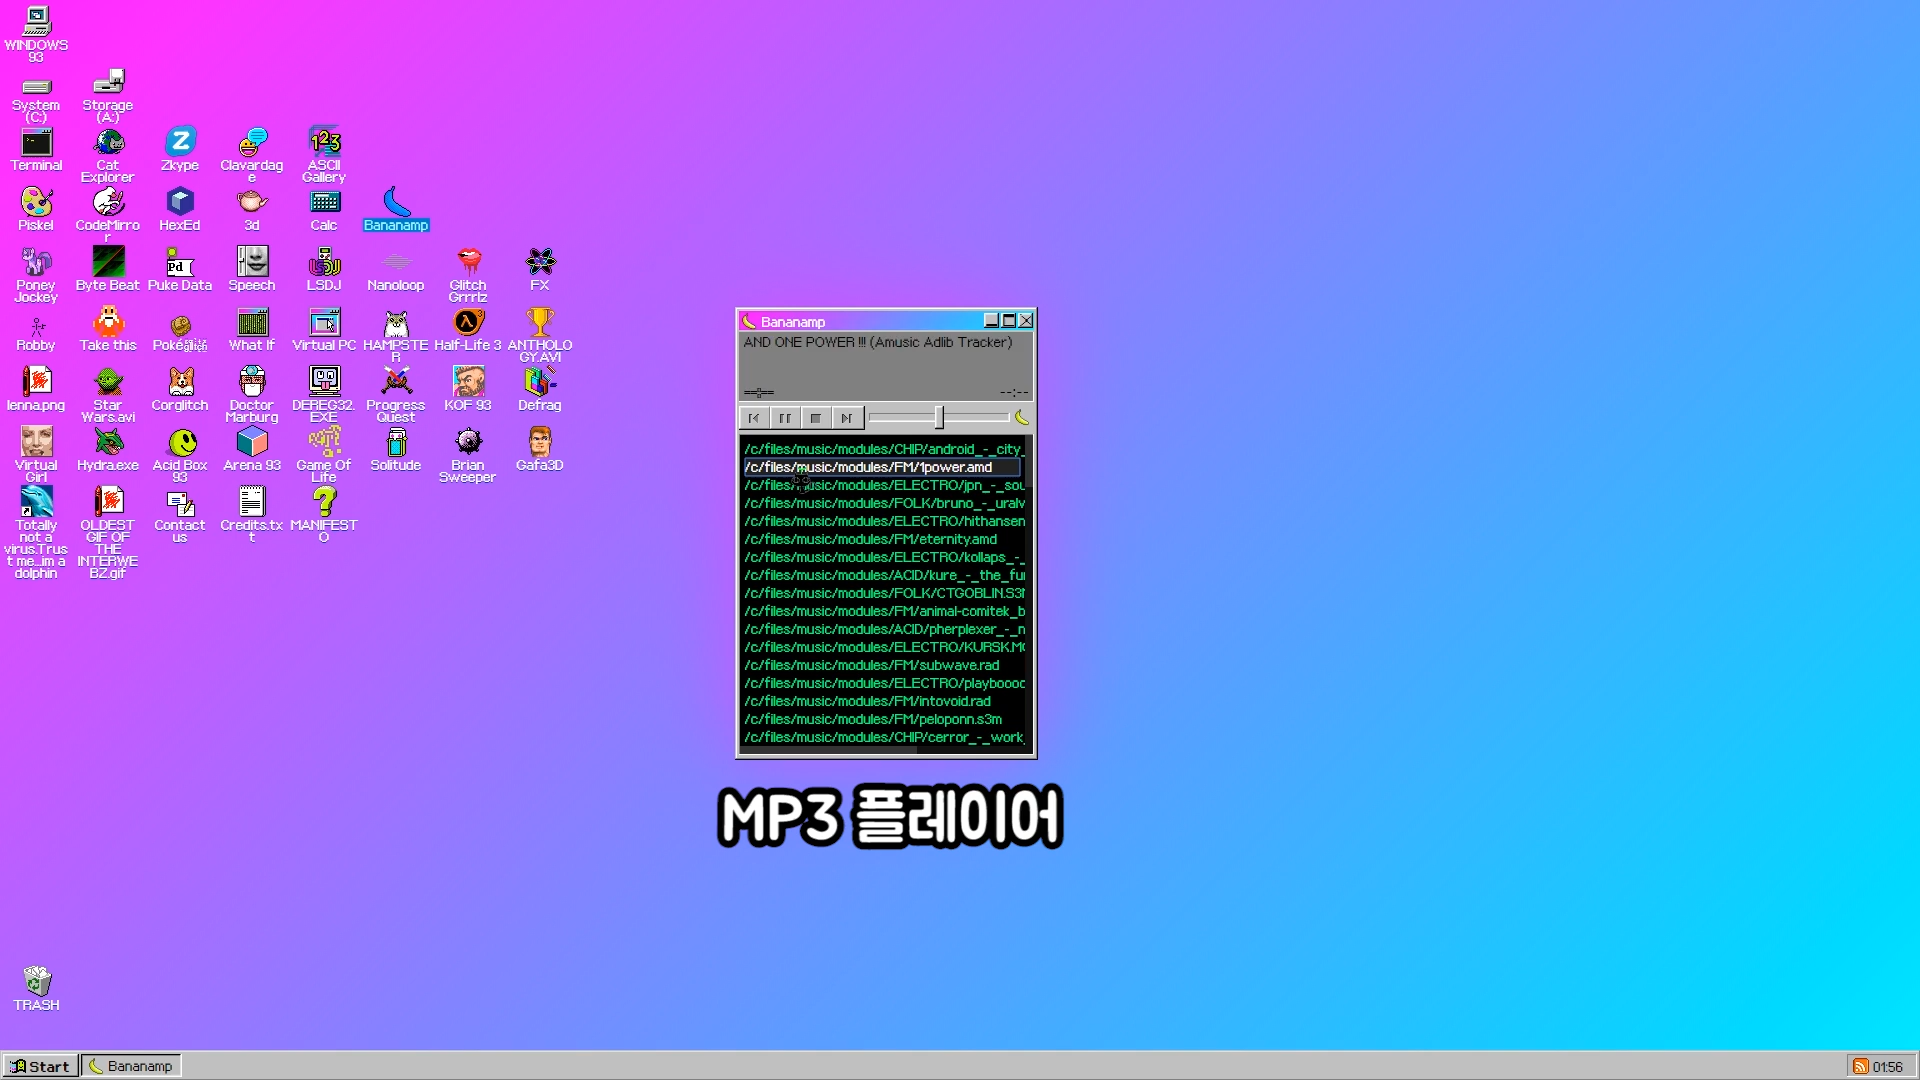 WINDOWS 93
System (C:)
Storage (A:)
Terminal
Cat Explorer
Zkype
Clavardage
ASCII Gallery
Piskel
CodeMirror
HexEd
3d
Calc
Bananamp
Poney Jockey
Byte Beat
Puke Data
Speech
LSDJ
Nanoloop
Glitch Grrrlz
FX
Robby
Take this
What If
Virtual PC
HAMPSTER
Half-Life 3
ANTHOLOGY.AVI
lenna.png
Star Wars.avi
Corglitch
Doctor Marburg
DEREG32.EXE
Progress Quest
KOF 93
Defrag
Virtual Girl
Hydra.exe
Acid Box 93
Arena 93
Game Of Life
Solitude
Brian Sweeper
Gafa3D
Totally not a virus.Trust me...im a dolphin
OLDEST GIF OF THE INTERWEBZ.gif
Contact us
Credits.txt
MANIFESTO
TRASH
Bananamp
AND ONE POWER !!! (Amusic Adlib Tracker)
--:--
/c/files/music/modules/CHIP/android_-_city_
/c/files/music/modules/FM/1power.amd
/c/files/music/modules/ELECTRO/jpn_-_sou
/c/files/music/modules/FOLK/bruno_-_uralv
/c/files/music/modules/ELECTRO/hithansen
/c/files/music/modules/FM/eternity.amd
/c/files/music/modules/ELECTRO/kollaps_-_
/c/files/music/modules/ACID/kure_-_the_fu
/c/files/music/modules/FOLK/CTGOBLIN.S3M
/c/files/music/modules/FM/animal-comitek_b
/c/files/music/modules/ACID/pherplexer_-_n
/c/files/music/modules/ELECTRO/KURSK.MO
/c/files/music/modules/FM/subwave.rad
/c/files/music/modules/ELECTRO/playboooo
/c/files/music/modules/FM/intovoid.rad
/c/files/music/modules/FM/peloponn.s3m
/c/files/music/modules/CHIP/cerror_-_work_
MP3 플레이어
Start
Bananamp
01:56